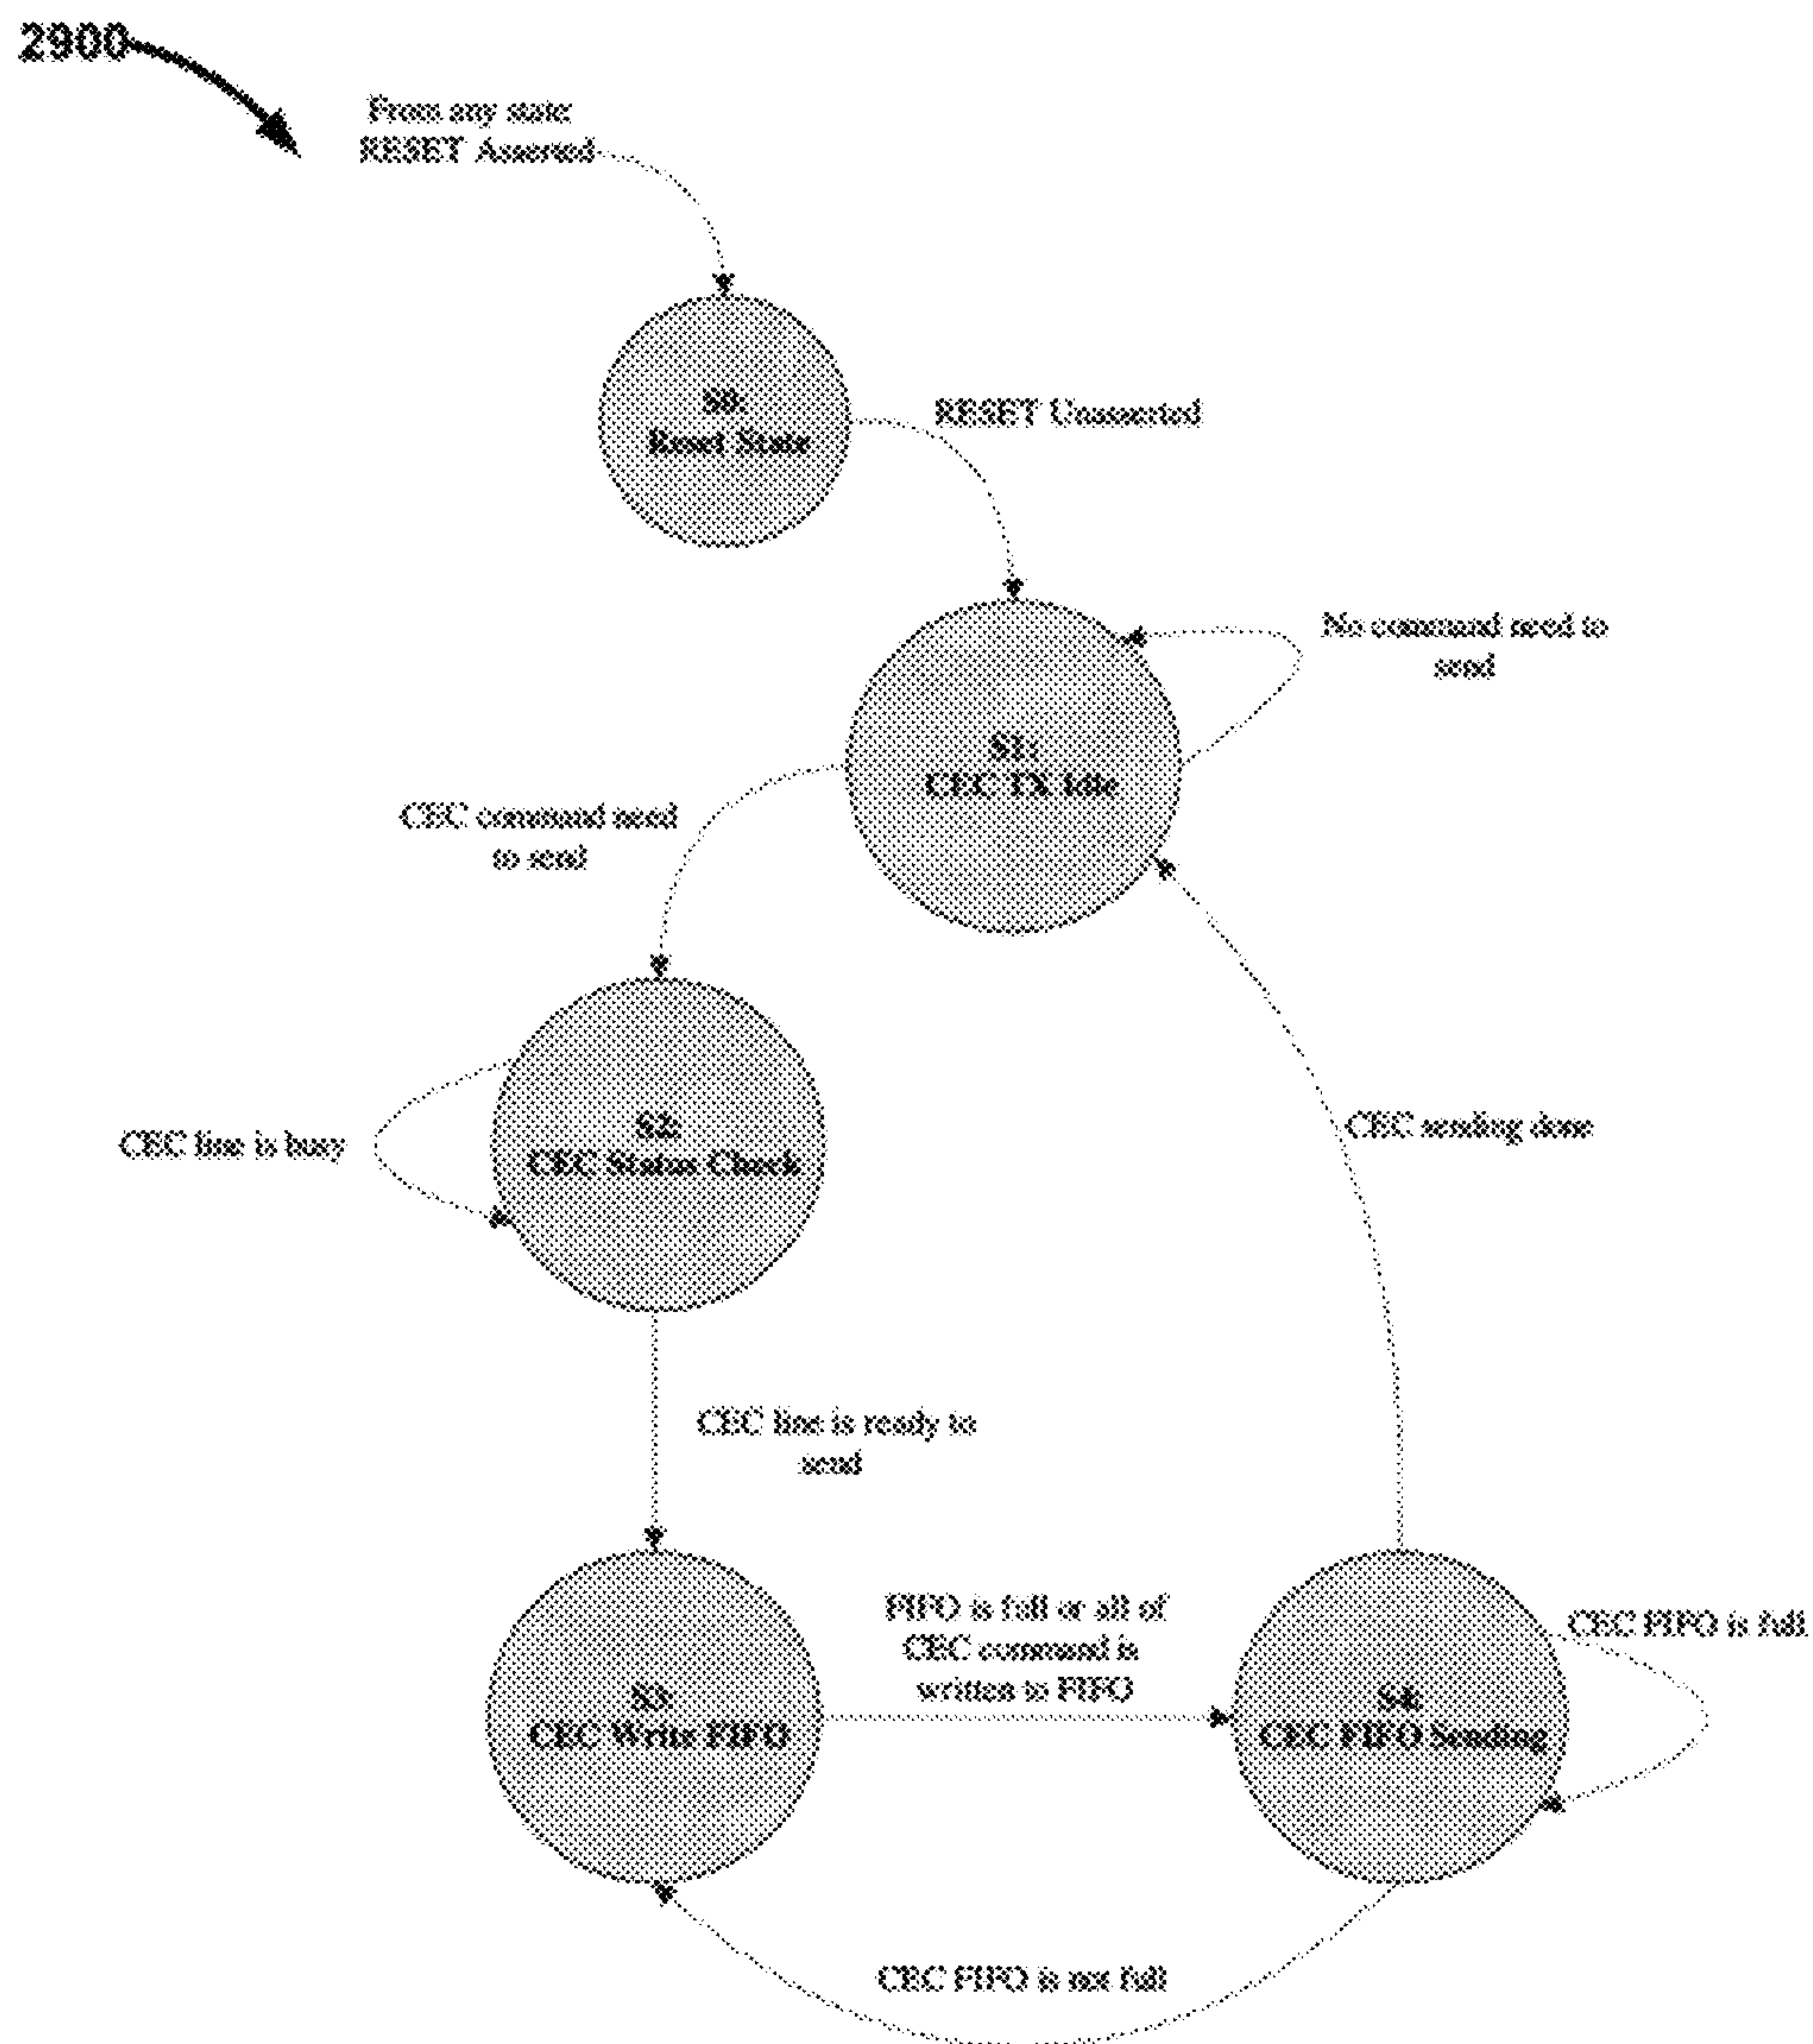 2900
From any state
RESET Asserted
S0:
Reset State
RESET Unasserted
No command need to
send
S1:
CEC TX Idle
CEC command need
to send
S2:
CEC Status Check
CEC line is busy
CEC sending done
CEC line is ready to
send
FIFO is full or all of
CEC command is
written to FIFO
CEC FIFO is full
S3:
CEC Write FIFO
S4:
CEC FIFO Sending
CEC FIFO is not full